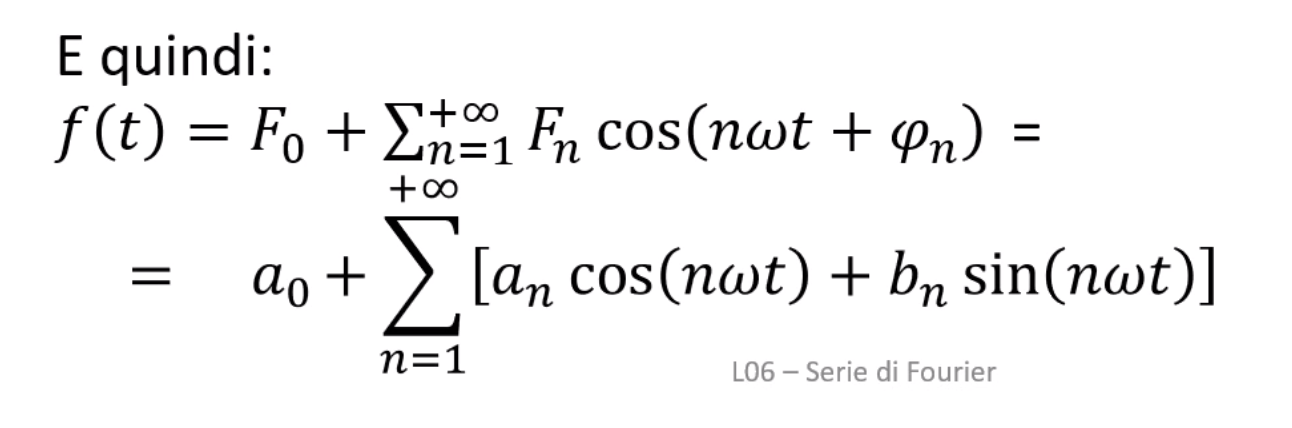 E quindi:
f(t) = F₀ + ∑ₙ₌₁⁺∞ Fₙ cos(nωt + φₙ) =
= a₀ + ∑ₙ₌₁⁺∞ [aₙ cos(nωt) + bₙ sin(nωt)]
L06 – Serie di Fourier